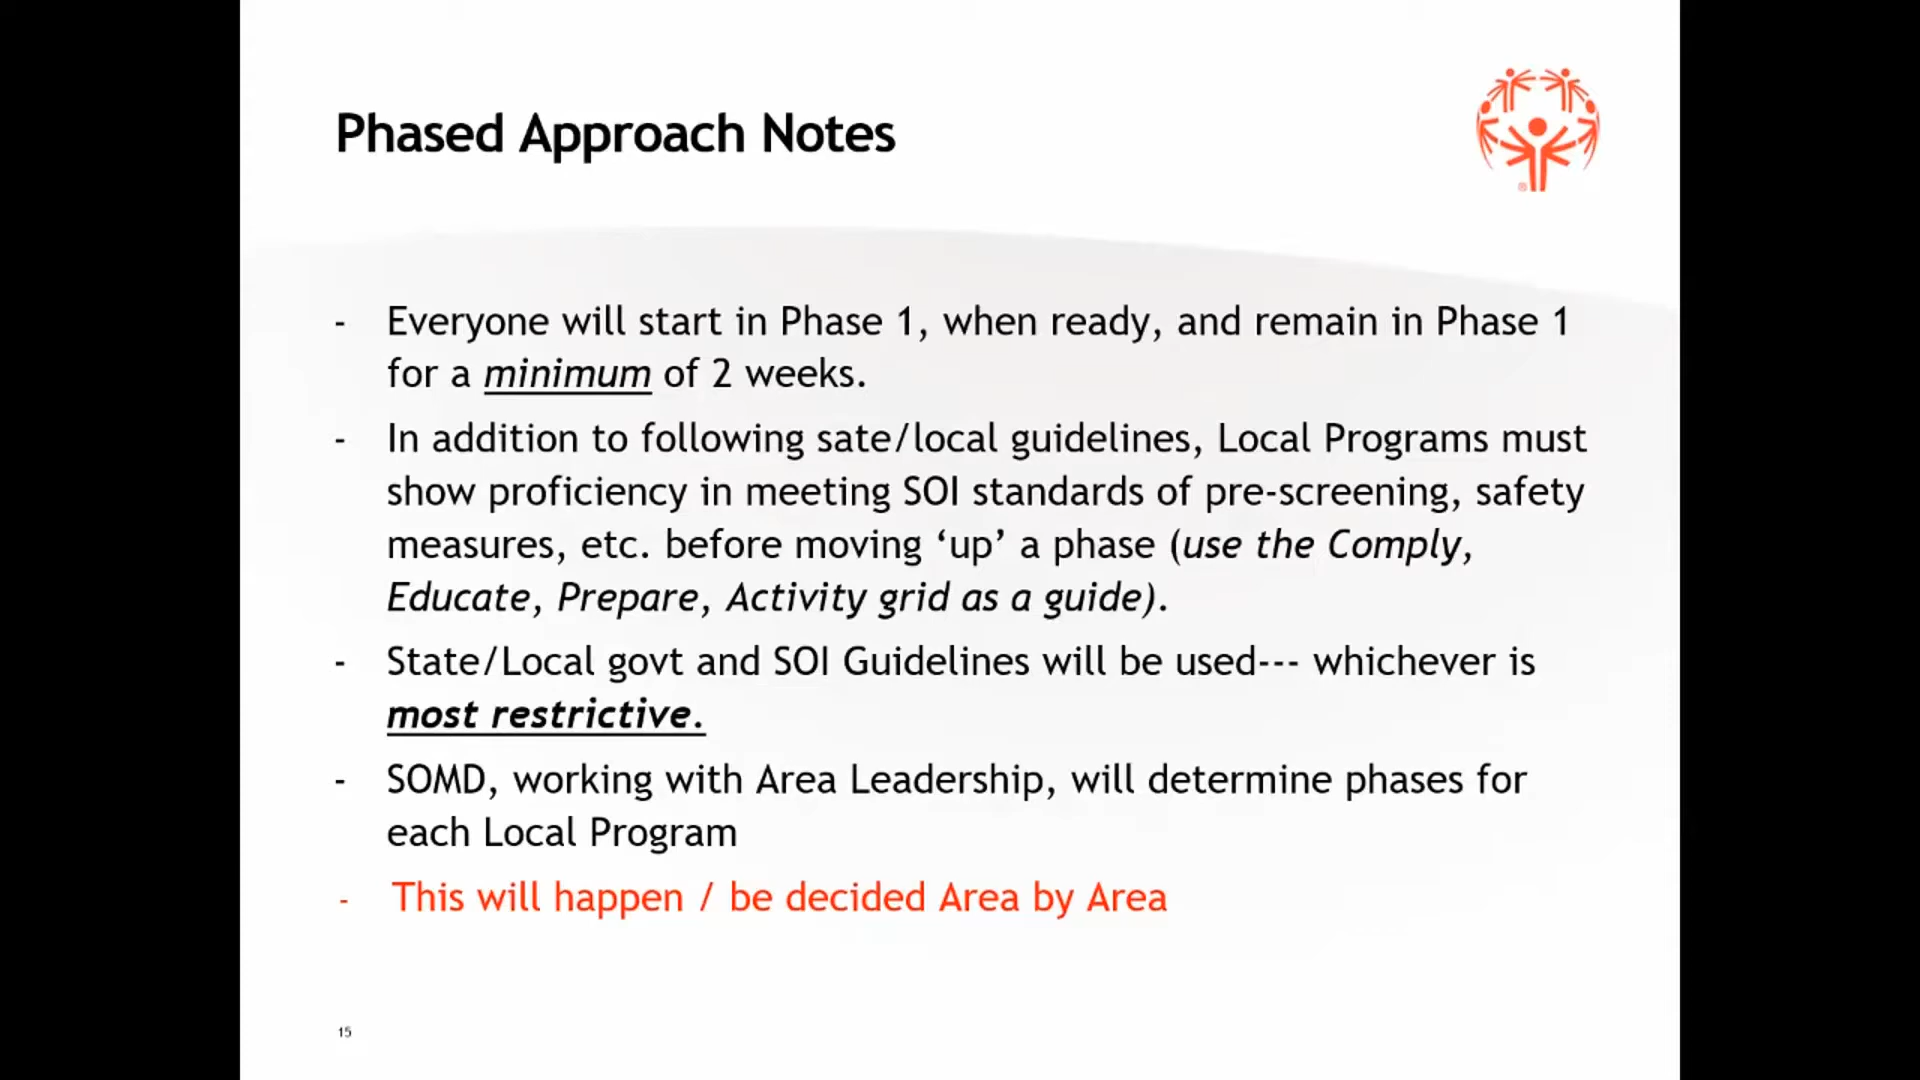 Phased Approach Notes
®
- Everyone will start in Phase 1, when ready, and remain in Phase 1
for a minimum of 2 weeks.
- In addition to following sate/local guidelines, Local Programs must
show proficiency in meeting SOI standards of pre-screening, safety
measures, etc. before moving ‘up’ a phase (use the Comply,
Educate, Prepare, Activity grid as a guide).
- State/Local govt and SOI Guidelines will be used--- whichever is
most restrictive.
- SOMD, working with Area Leadership, will determine phases for
each Local Program
- This will happen / be decided Area by Area
15